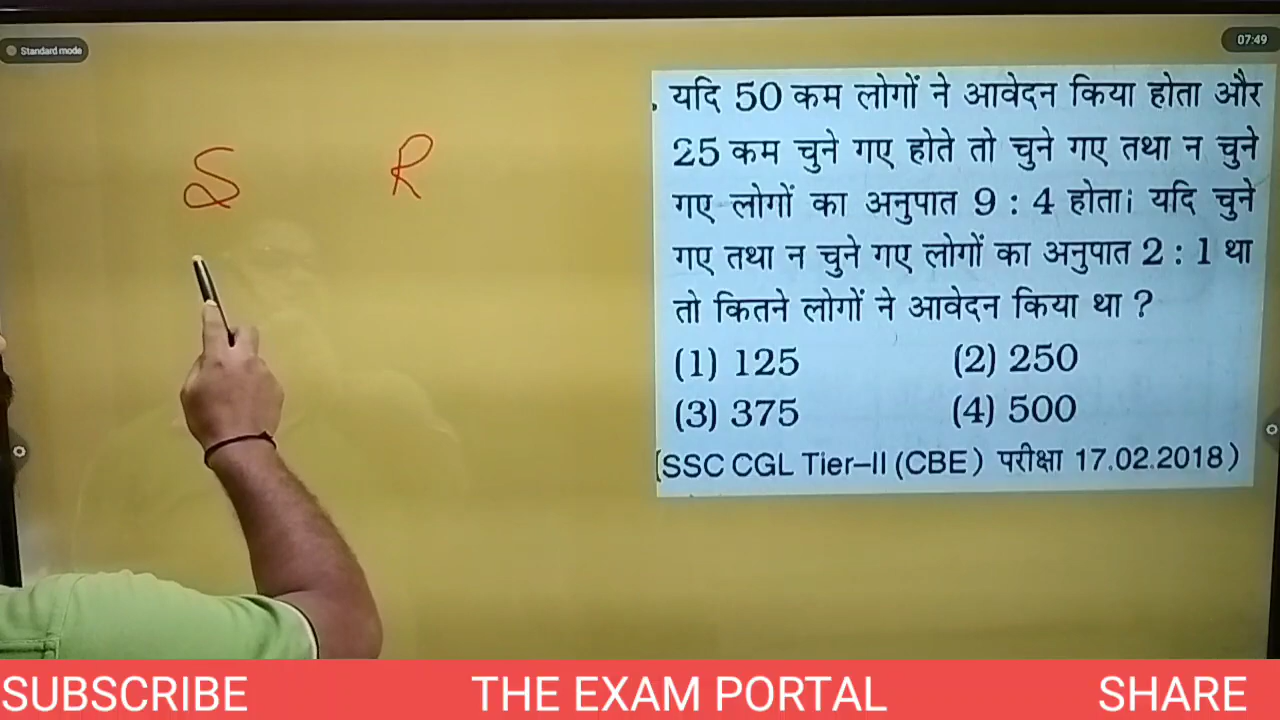 Standard mode
07:49
S R
यदि 50 कम लोगों ने आवेदन किया होता और
25 कम चुने गए होते तो चुने गए तथा न चुने
गए लोगों का अनुपात 9 : 4 होता। यदि चुने
गए तथा न चुने गए लोगों का अनुपात 2 : 1 था
तो कितने लोगों ने आवेदन किया था ?
(1) 125 (2) 250
(3) 375 (4) 500
(SSC CGL Tier–II (CBE) परीक्षा 17.02.2018)
SUBSCRIBE THE EXAM PORTAL SHARE